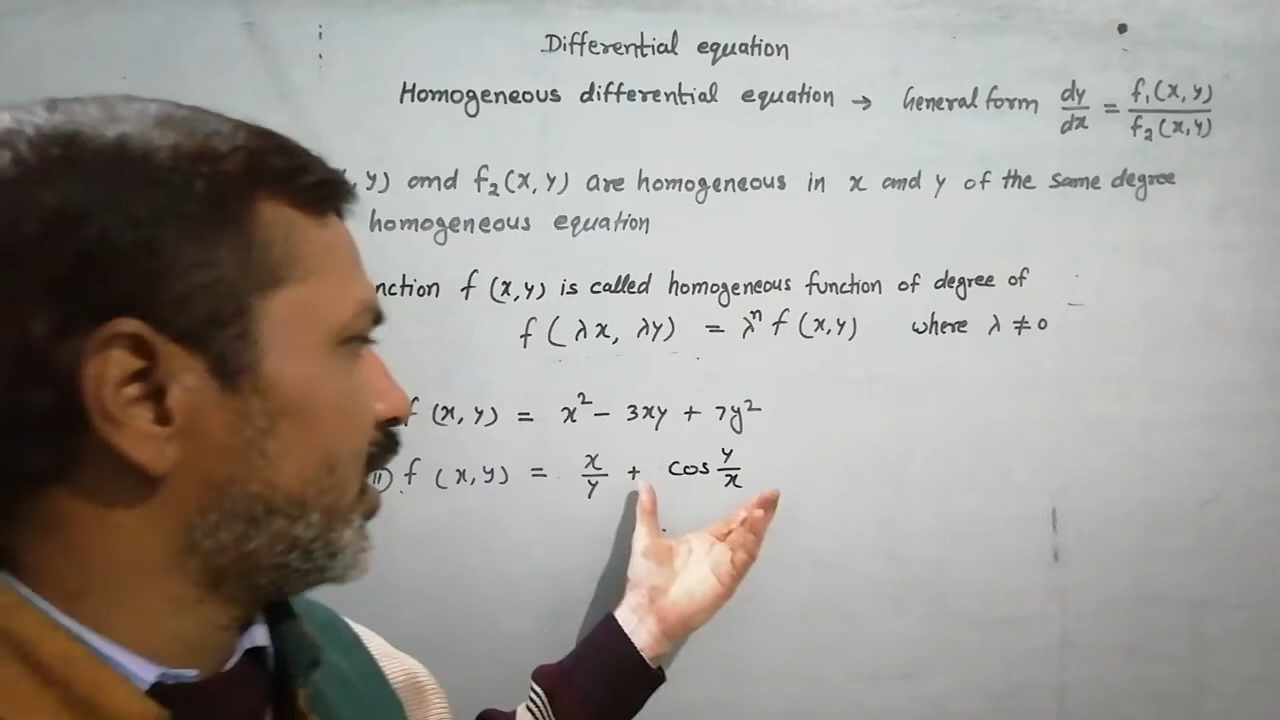 Differential equation
Homogeneous differential equation → General form dy/dx = f₁(x, y)/f₂(x, y)
, y) and f₂(x, y) are homogeneous in x and y of the same degree
homogeneous equation
nction f (x, y) is called homogeneous function of degree of
f ( λx, λy) = λⁿ f (x, y) where λ ≠ 0
f (x, y) = x² - 3xy + 7y²
ii) f (x, y) = x/y + cos y/x